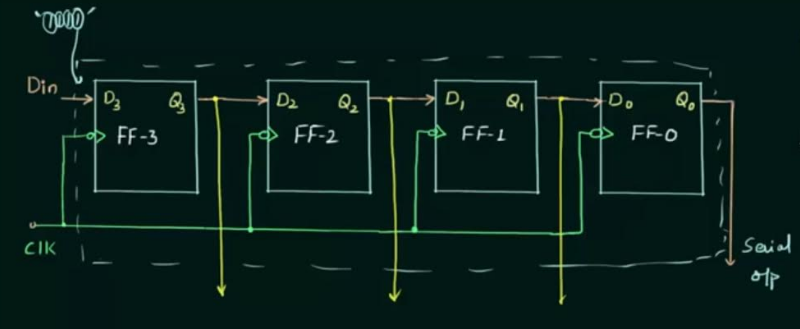 "0000"
Din
D3 Q3 D2 Q2 D1 Q1 D0 Q0
FF-3 FF-2 FF-1 FF-0
Clk
Serial
o/p